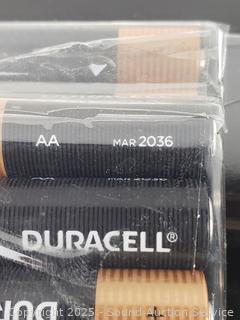 AA MAR 2036
DURACELL®
Copyright 2025 - Sound Auction Service